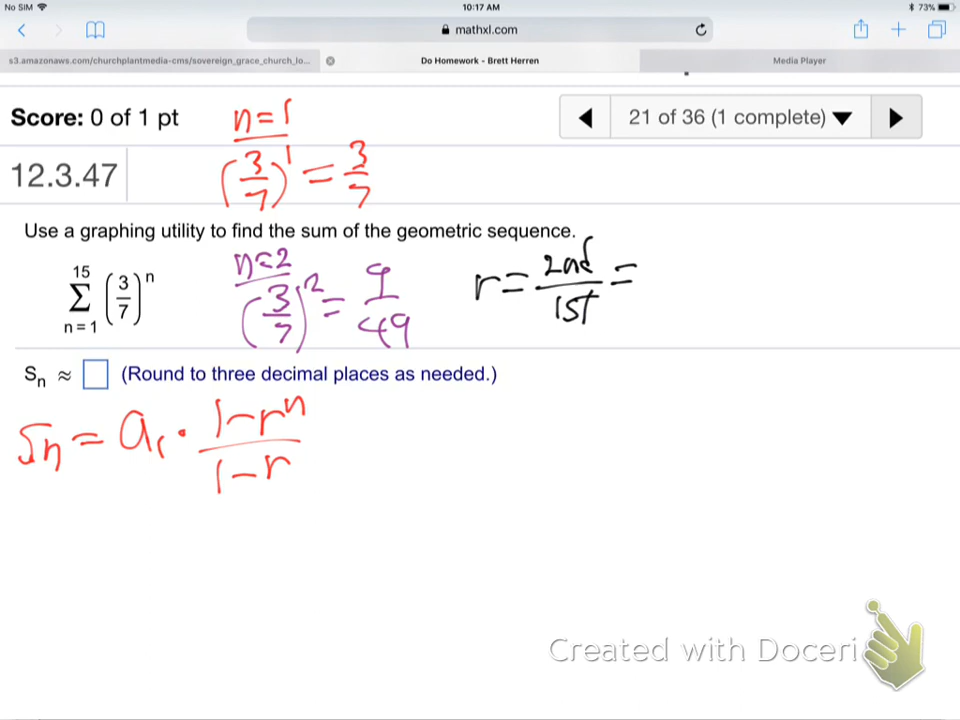 No SIM 10:17 AM 73%
mathxl.com
s3.amazonaws.com/churchplantmedia-cms/sovereign_grace_church_lo... Do Homework - Brett Herren Media Player
Score: 0 of 1 pt
21 of 36 (1 complete)
n=1
(3/7)^1 = 3/7
12.3.47
Use a graphing utility to find the sum of the geometric sequence.
15
Σ (3/7)^n
n=1
n=2
(3/7)^2 = 9/49
r = 2nd/1st =
Sn ≈ (Round to three decimal places as needed.)
Sn = a1 · 1-r^n / 1-r
Created with Doceri